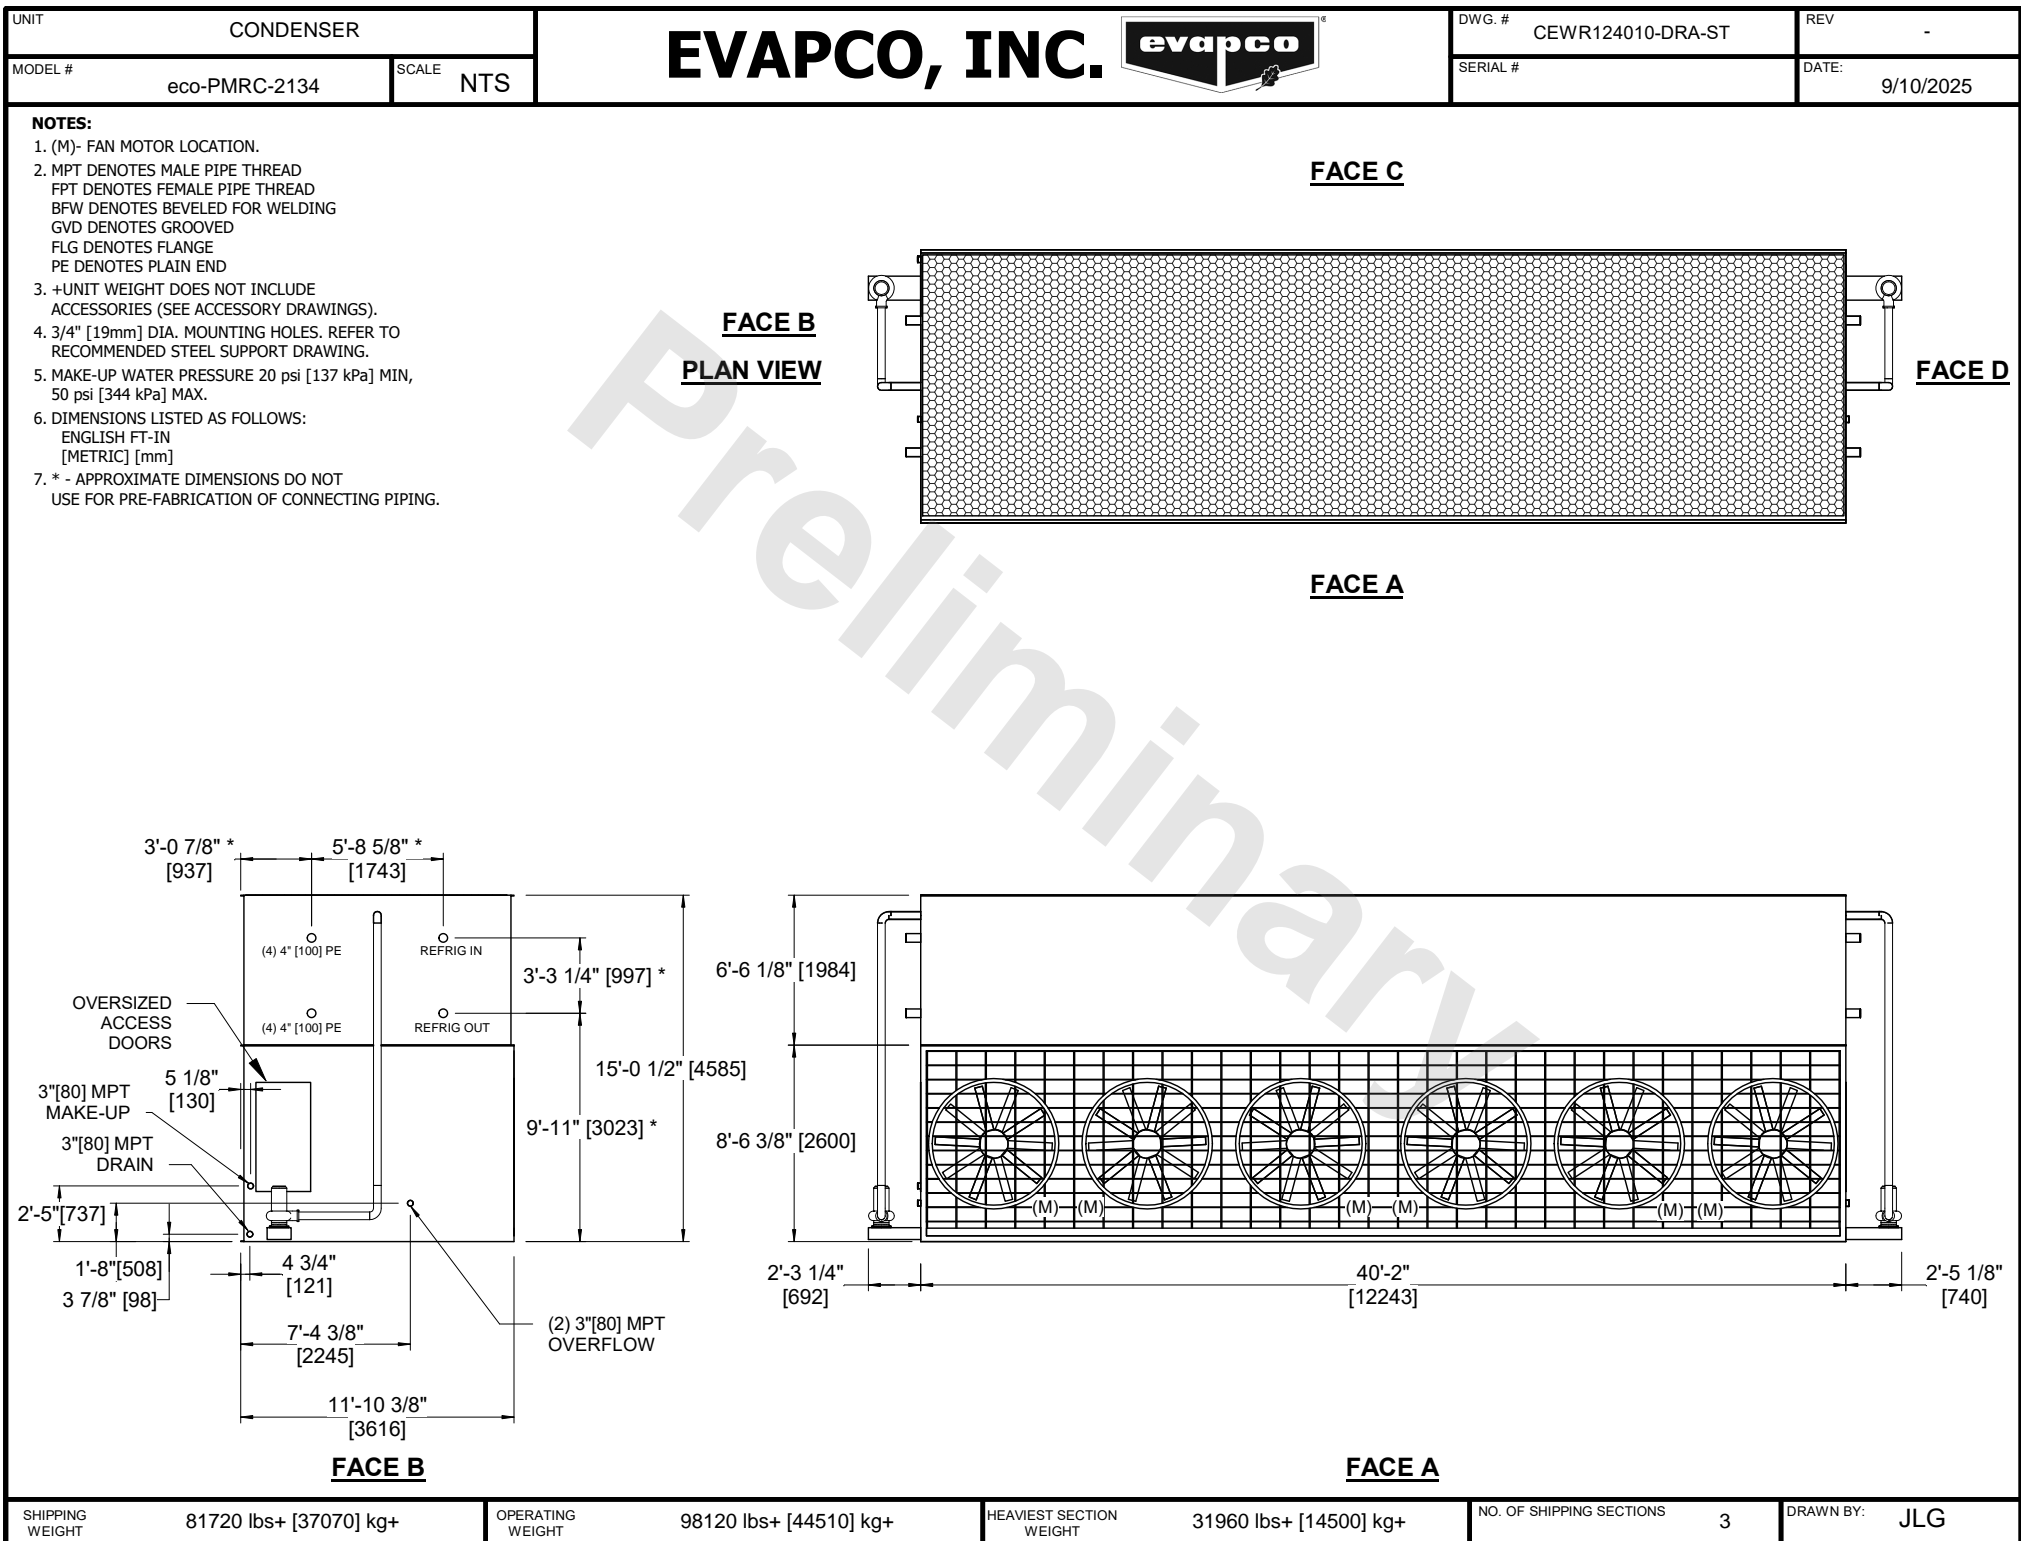 UNIT
CONDENSER
MODEL #
eco-PMRC-2134
SCALE
NTS
EVAPCO, INC.
evapco
®
DWG. #
CEWR124010-DRA-ST
REV
-
SERIAL #
DATE:
9/10/2025
NOTES:
1. (M)- FAN MOTOR LOCATION.
2. MPT DENOTES MALE PIPE THREAD
FPT DENOTES FEMALE PIPE THREAD
BFW DENOTES BEVELED FOR WELDING
GVD DENOTES GROOVED
FLG DENOTES FLANGE
PE DENOTES PLAIN END
3. +UNIT WEIGHT DOES NOT INCLUDE
ACCESSORIES (SEE ACCESSORY DRAWINGS).
4. 3/4" [19mm] DIA. MOUNTING HOLES. REFER TO
RECOMMENDED STEEL SUPPORT DRAWING.
5. MAKE-UP WATER PRESSURE 20 psi [137 kPa] MIN,
50 psi [344 kPa] MAX.
6. DIMENSIONS LISTED AS FOLLOWS:
ENGLISH FT-IN
[METRIC] [mm]
7. * - APPROXIMATE DIMENSIONS DO NOT
USE FOR PRE-FABRICATION OF CONNECTING PIPING.
FACE C
FACE B
PLAN VIEW
FACE D
FACE A
Preliminary
3'-0 7/8" *
[937]
5'-8 5/8" *
[1743]
(4) 4" [100] PE
REFRIG IN
3'-3 1/4" [997] *
(4) 4" [100] PE
REFRIG OUT
OVERSIZED
ACCESS
DOORS
15'-0 1/2" [4585]
5 1/8"
[130]
3"[80] MPT
MAKE-UP
3"[80] MPT
DRAIN
9'-11" [3023] *
2'-5"[737]
1'-8"[508]
3 7/8" [98]
4 3/4"
[121]
7'-4 3/8"
[2245]
(2) 3"[80] MPT
OVERFLOW
11'-10 3/8"
[3616]
FACE B
6'-6 1/8" [1984]
8'-6 3/8" [2600]
(M) (M) (M) (M) (M) (M)
2'-3 1/4"
[692]
40'-2"
[12243]
2'-5 1/8"
[740]
FACE A
SHIPPING
WEIGHT
81720 lbs+ [37070] kg+
OPERATING
WEIGHT
98120 lbs+ [44510] kg+
HEAVIEST SECTION
WEIGHT
31960 lbs+ [14500] kg+
NO. OF SHIPPING SECTIONS
3
DRAWN BY:
JLG